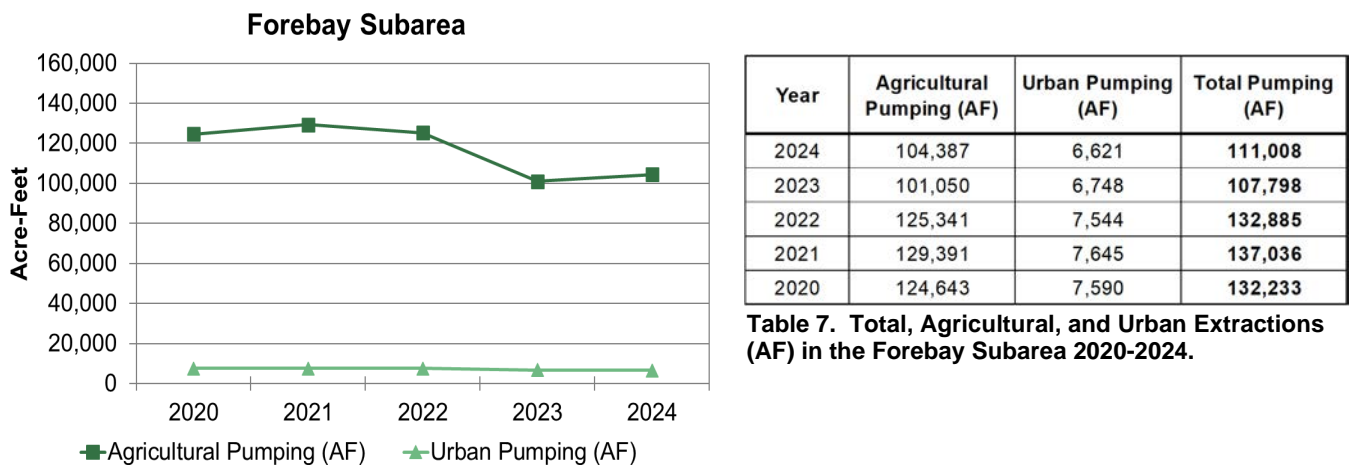 Forebay Subarea
160,000
140,000
120,000
100,000
80,000
60,000
40,000
20,000
0
Acre-Feet
2020 2021 2022 2023 2024
Agricultural Pumping (AF) Urban Pumping (AF)
Year Agricultural Pumping (AF) Urban Pumping (AF) Total Pumping (AF)
2024 104,387 6,621 111,008
2023 101,050 6,748 107,798
2022 125,341 7,544 132,885
2021 129,391 7,645 137,036
2020 124,643 7,590 132,233
Table 7. Total, Agricultural, and Urban Extractions
(AF) in the Forebay Subarea 2020-2024.